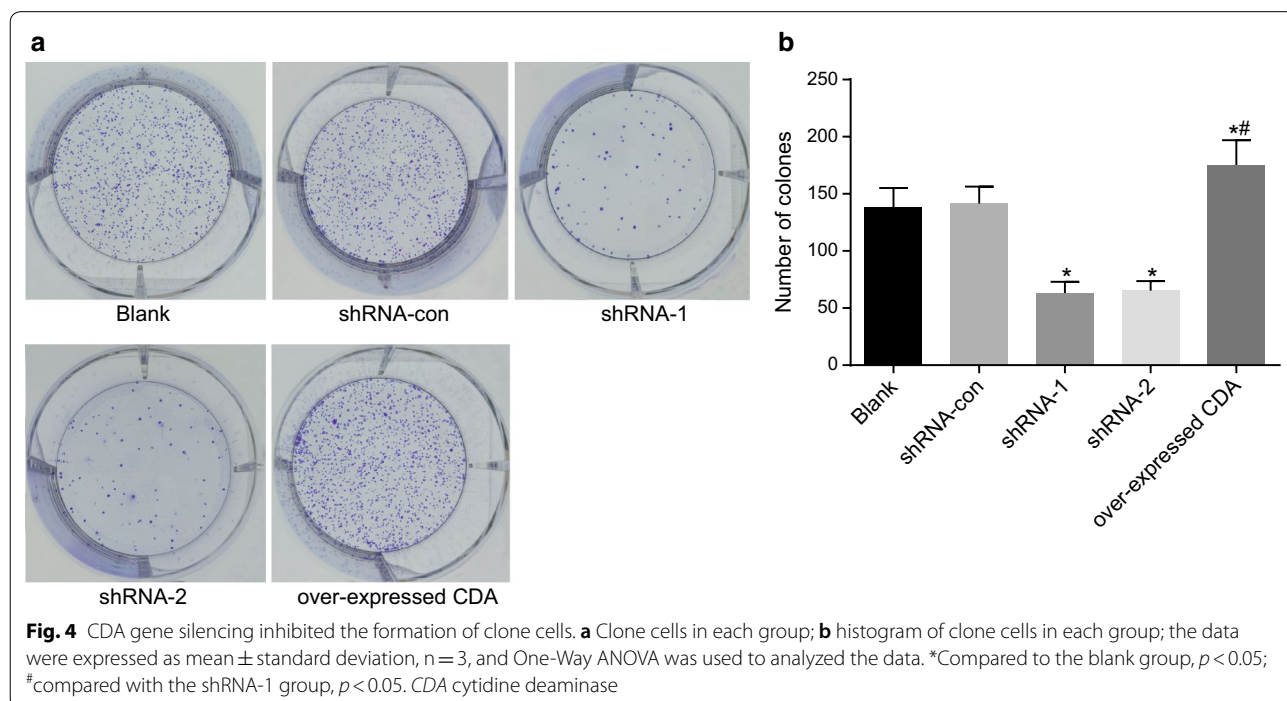 a
Blank
shRNA-con
shRNA-1
shRNA-2
over-expressed CDA
b
250
200
150
100
50
0
Number of colones
*
*
*#
Blank
shRNA-con
shRNA-1
shRNA-2
over-expressed CDA
Fig. 4 CDA gene silencing inhibited the formation of clone cells. a Clone cells in each group; b histogram of clone cells in each group; the data
were expressed as mean ± standard deviation, n = 3, and One-Way ANOVA was used to analyzed the data. *Compared to the blank group, p < 0.05;
#compared with the shRNA-1 group, p < 0.05. CDA cytidine deaminase